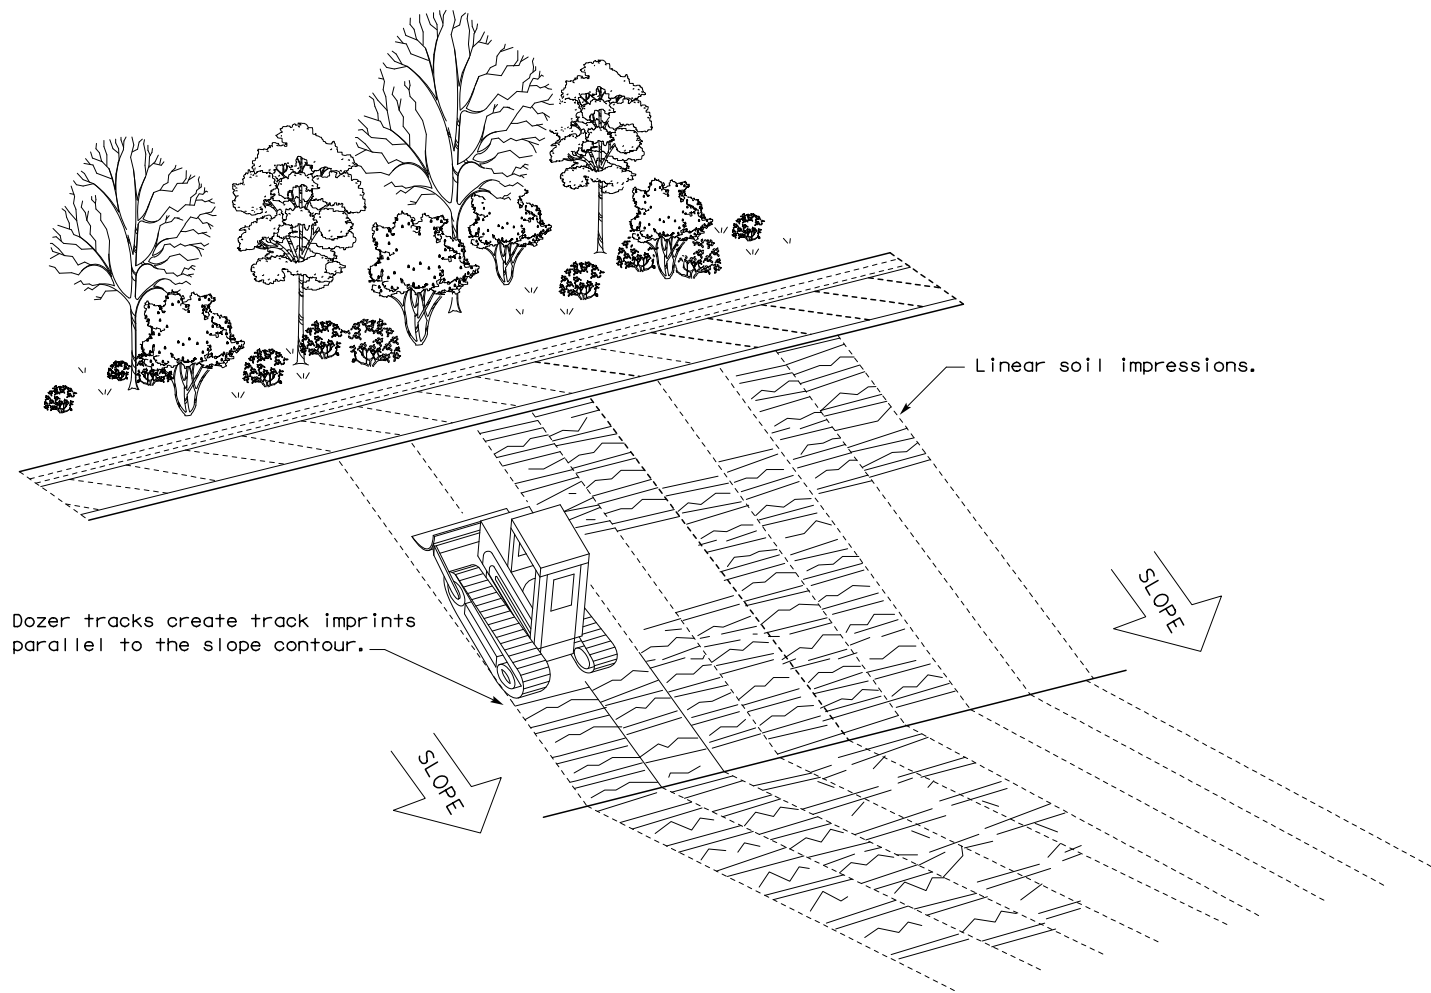 Linear soil impressions.
SLOPE
Dozer tracks create track imprints
parallel to the slope contour.
SLOPE